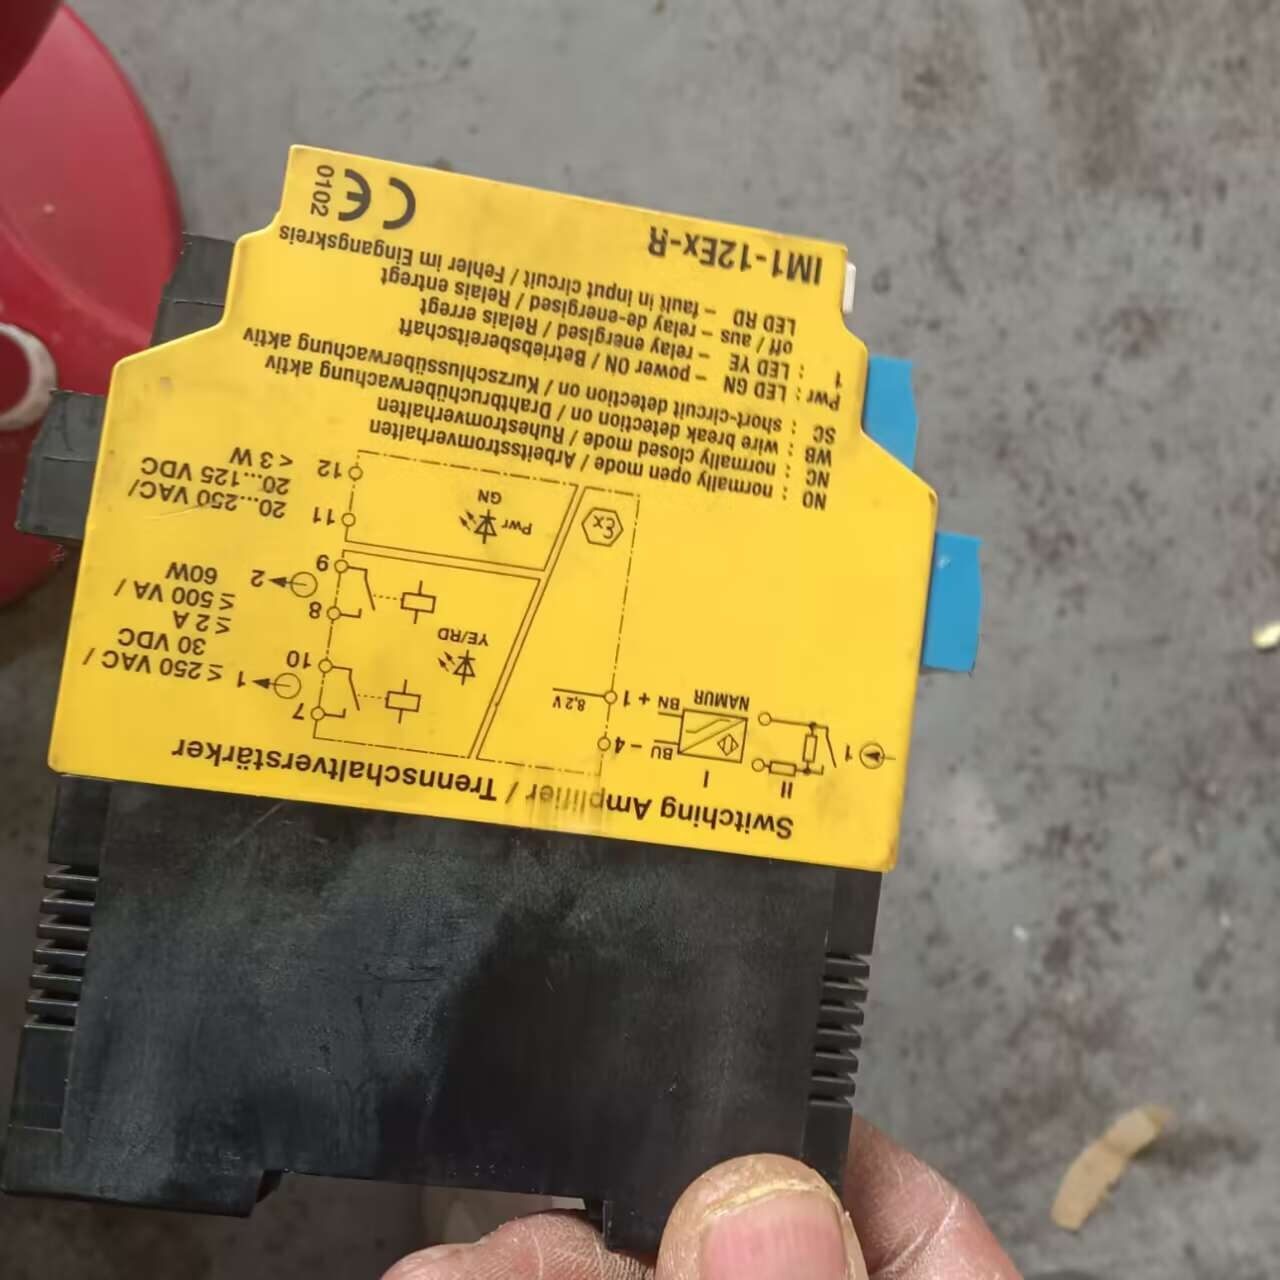 Switching Amplifier / Trennschaltverstärker
II
I
1
BU
– 4
BN
+ 1
NAMUR
8,2 V
7
10
8
9
11
12
1
2
≤ 250 VAC /
30 VDC
≤ 2 A
≤ 500 VA /
60W
YE/RD
Pwr
GN
Ex
20...250 VAC/
20...125 VDC
< 3 W
NO : normally open mode / Arbeitsstromverhalten
NC : normally closed mode / Ruhestromverhalten
WB : wire break detection on / Drahtbruchüberwachung aktiv
SC : short-circuit detection on / Kurzschlussüberwachung aktiv
Pwr : LED GN – power ON / Betriebsbereitschaft
1 : LED YE – relay energised / Relais erregt
off / aus – relay de-energised / Relais entregt
LED RD – fault in input circuit / Fehler im Eingangskreis
IM1-12Ex-R
CE
0102